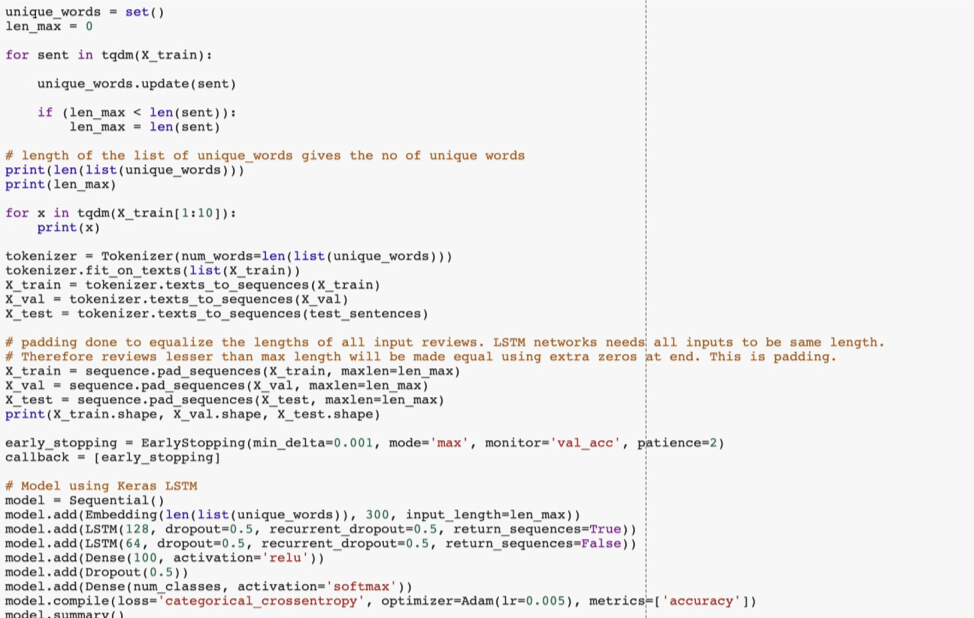 unique_words = set()
len_max = 0
for sent in tqdm(X_train):
unique_words.update(sent)
if (len_max < len(sent)):
len_max = len(sent)
# length of the list of unique_words gives the no of unique words
print(len(list(unique_words)))
print(len_max)
for x in tqdm(X_train[1:10]):
print(x)
tokenizer = Tokenizer(num_words=len(list(unique_words)))
tokenizer.fit_on_texts(list(X_train))
X_train = tokenizer.texts_to_sequences(X_train)
X_val = tokenizer.texts_to_sequences(X_val)
X_test = tokenizer.texts_to_sequences(test_sentences)
# padding done to equalize the lengths of all input reviews. LSTM networks needs all inputs to be same length.
# Therefore reviews lesser than max length will be made equal using extra zeros at end. This is padding.
X_train = sequence.pad_sequences(X_train, maxlen=len_max)
X_val = sequence.pad_sequences(X_val, maxlen=len_max)
X_test = sequence.pad_sequences(X_test, maxlen=len_max)
print(X_train.shape, X_val.shape, X_test.shape)
early_stopping = EarlyStopping(min_delta=0.001, mode='max', monitor='val_acc', patience=2)
callback = [early_stopping]
# Model using Keras LSTM
model = Sequential()
model.add(Embedding(len(list(unique_words)), 300, input_length=len_max))
model.add(LSTM(128, dropout=0.5, recurrent_dropout=0.5, return_sequences=True))
model.add(LSTM(64, dropout=0.5, recurrent_dropout=0.5, return_sequences=False))
model.add(Dense(100, activation='relu'))
model.add(Dropout(0.5))
model.add(Dense(num_classes, activation='softmax'))
model.compile(loss='categorical_crossentropy', optimizer=Adam(lr=0.005), metrics=['accuracy'])
model.summary()